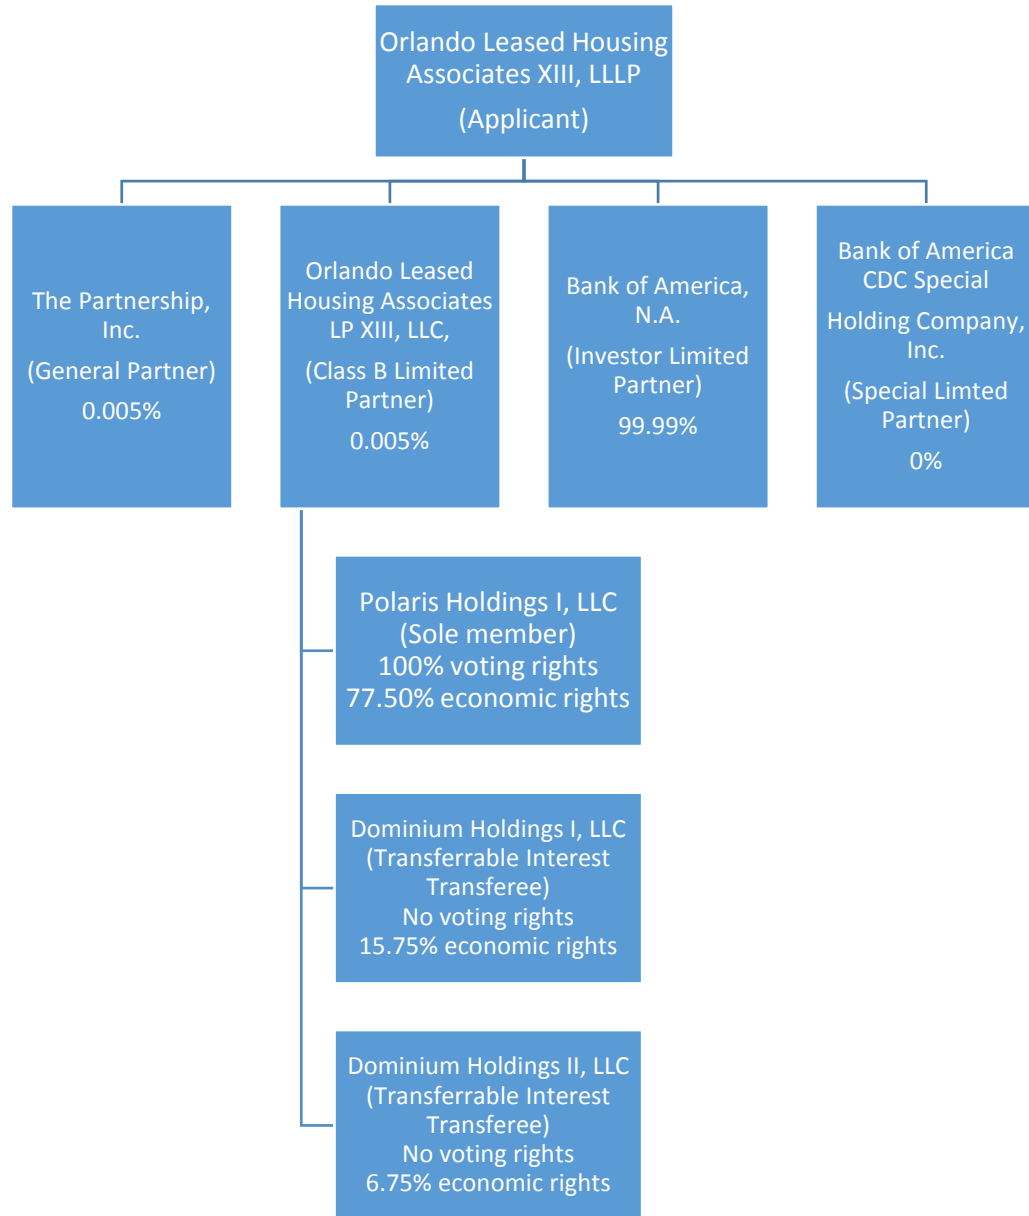 Orlando Leased Housing
Associates XIII, LLLP
(Applicant)
The Partnership,
Inc.
(General Partner)
0.005%
Orlando Leased
Housing Associates
LP XIII, LLC,
(Class B Limited
Partner)
0.005%
Bank of America,
N.A.
(Investor Limited
Partner)
99.99%
Bank of America
CDC Special
Holding Company,
Inc.
(Special Limted
Partner)
0%
Polaris Holdings I, LLC
(Sole member)
100% voting rights
77.50% economic rights
Dominium Holdings I, LLC
(Transferrable Interest
Transferee)
No voting rights
15.75% economic rights
Dominium Holdings II, LLC
(Transferrable Interest
Transferee)
No voting rights
6.75% economic rights